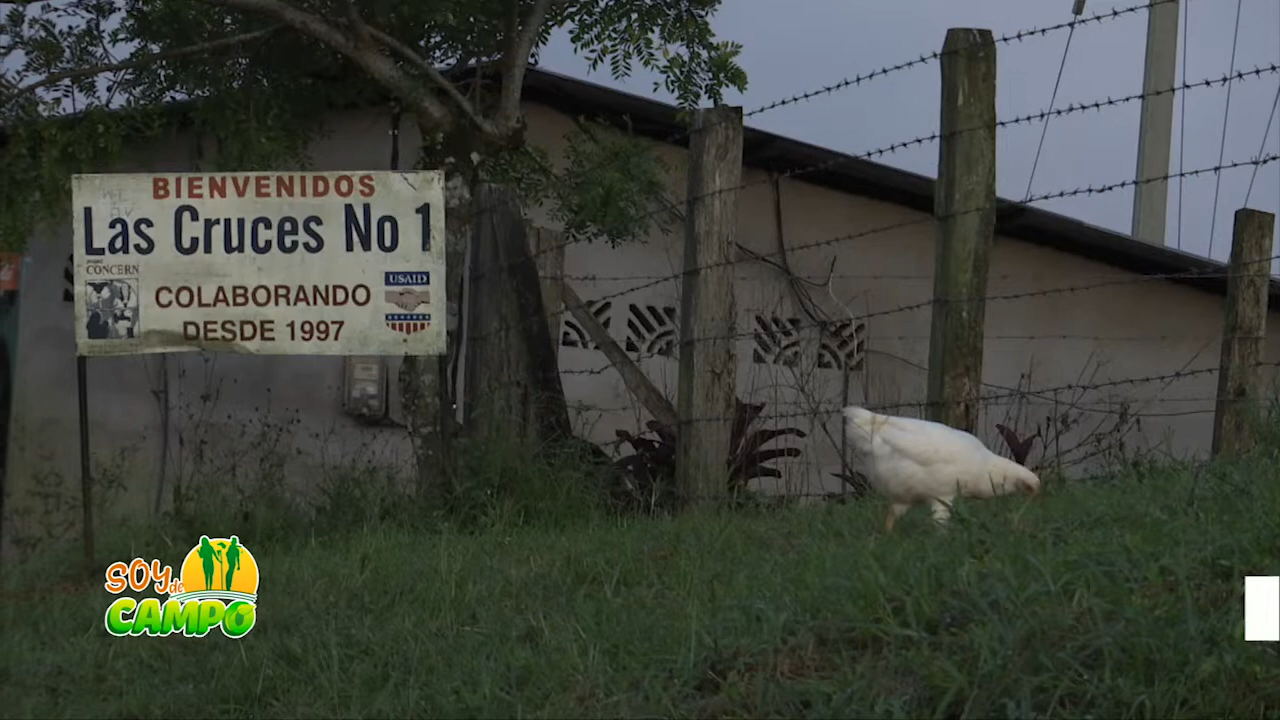 BIENVENIDOS
Las Cruces No 1
CONCERN
USAID
COLABORANDO
DESDE 1997
SOY de
CAMPO